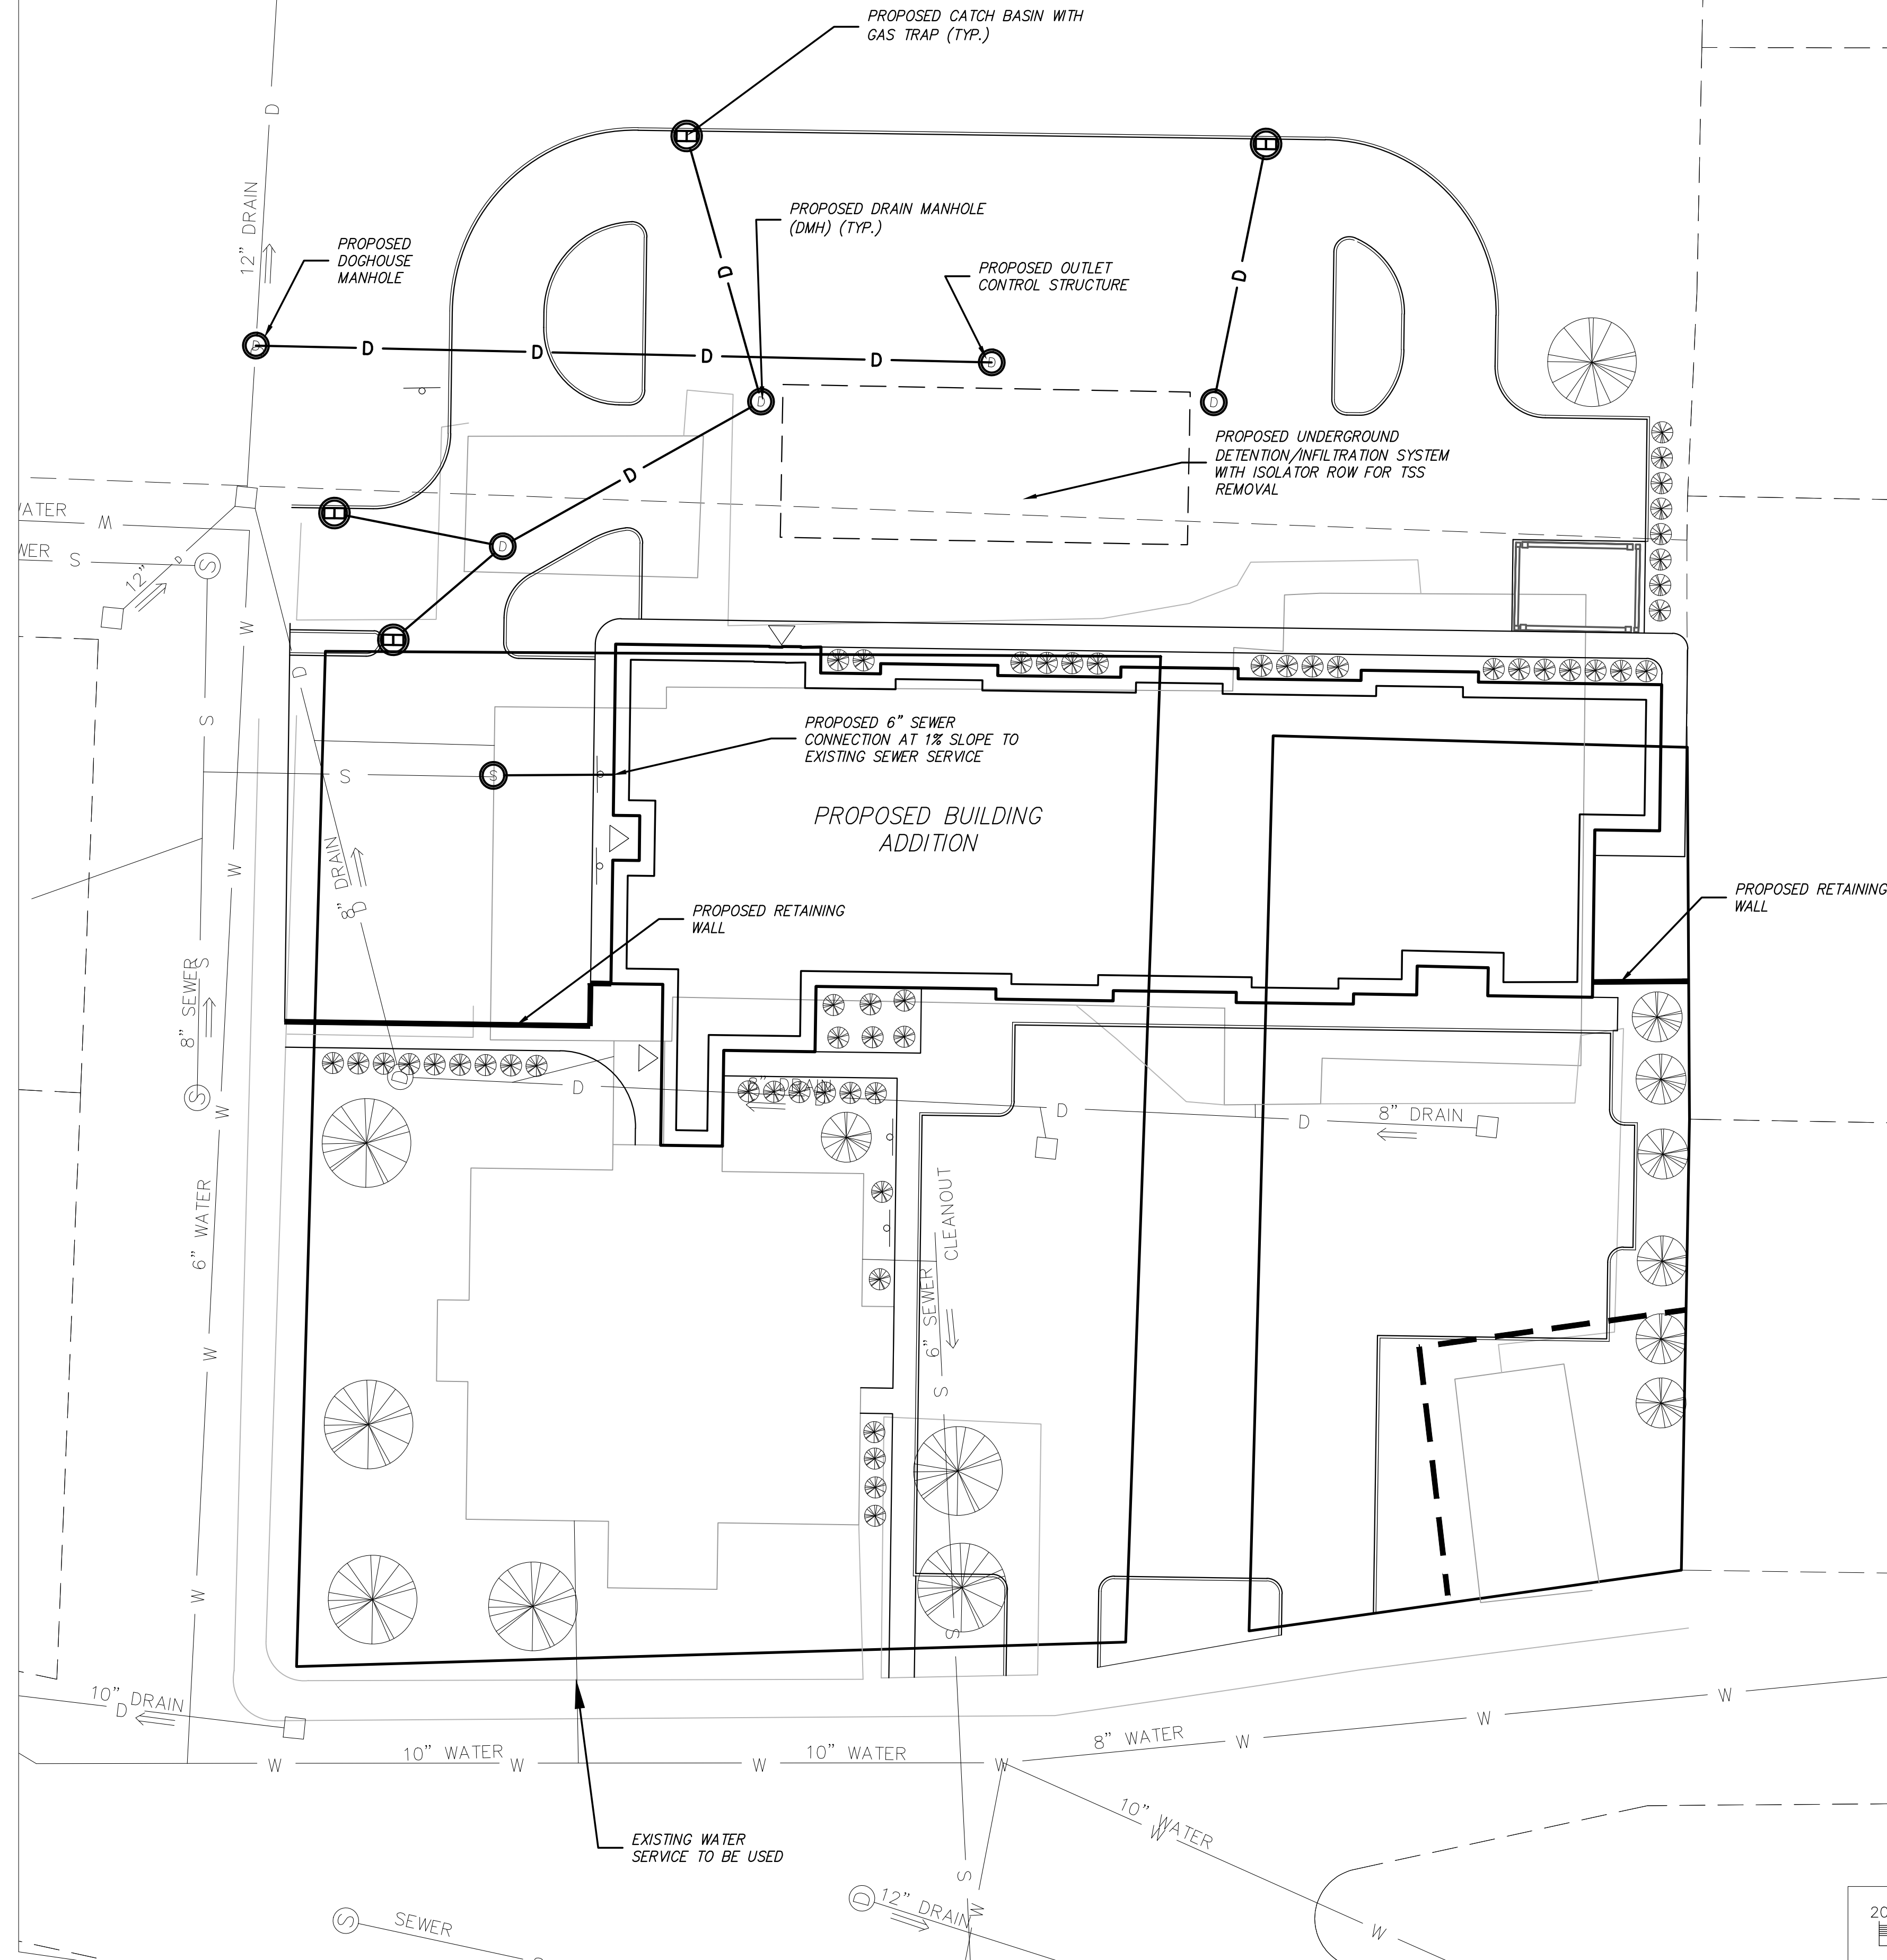 PROPOSED CATCH BASIN WITH
GAS TRAP (TYP.)
D
12" DRAIN
PROPOSED DRAIN MANHOLE
(DMH) (TYP.)
PROPOSED
DOGHOUSE
MANHOLE
PROPOSED OUTLET
CONTROL STRUCTURE
D
D
D
D
D
D
D
D
D
D
PROPOSED UNDERGROUND
DETENTION/INFILTRATION SYSTEM
WITH ISOLATOR ROW FOR TSS
REMOVAL
D
W
S
S
12"
D
D
W
D
S
PROPOSED 6" SEWER
CONNECTION AT 1% SLOPE TO
EXISTING SEWER SERVICE
S
S
PROPOSED BUILDING
ADDITION
8" DRAIN
D
W
PROPOSED RETAINING
WALL
PROPOSED RETAINING
WALL
8" SEWER
S
S
W
D
D
8" DRAIN
D
D
D
8" DRAIN
6" WATER
CLEANOUT
6" SEWER
W
S
W
S
10" DRAIN
D
10" WATER
10" WATER
8" WATER
W
W
W
W
W
W
W
10" WATER
W
EXISTING WATER
SERVICE TO BE USED
S
D
12" DRAIN
W
S
SEWER
W
20